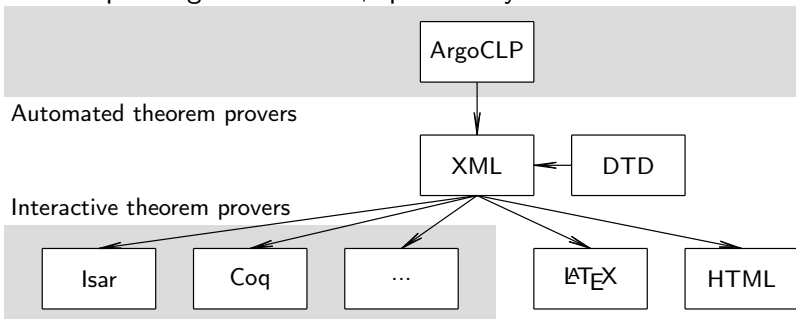 ArgoCLP
Automated theorem provers
XML
DTD
Interactive theorem provers
Isar
Coq
...
LATEX
HTML